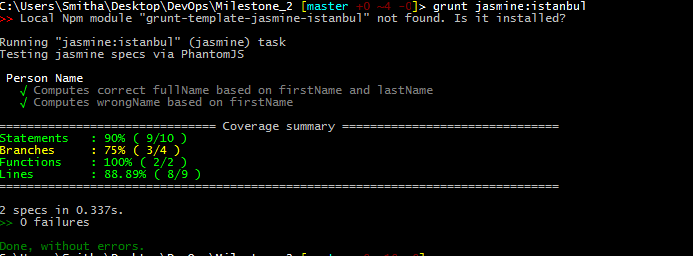 C:\Users\Smitha\Desktop\DevOps\Milestone_2 [master +0 ~4 -0]> grunt jasmine:istanbul
>> Local Npm module "grunt-template-jasmine-istanbul" not found. Is it installed?
Running "jasmine:istanbul" (jasmine) task
Testing jasmine specs via PhantomJS
Person Name
√ Computes correct fullName based on firstName and lastName
√ Computes wrongName based on firstName
=============================== Coverage summary ===============================
Statements : 90% ( 9/10 )
Branches : 75% ( 3/4 )
Functions : 100% ( 2/2 )
Lines : 88.89% ( 8/9 )
================================================================================
2 specs in 0.337s.
>> 0 failures
Done, without errors.
C:\Users\Smitha\Desktop\DevOps\Milestone_2 [master